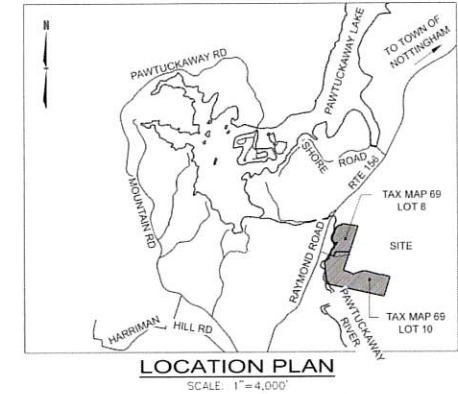 N
PAWTUCKAWAY RD
PAWTUCKAWAY LAKE
TO TOWN OF
NOTTINGHAM
SHORE
ROAD
RTE 156
MOUNTAIN RD
TAX MAP 69
LOT 8
SITE
RAYMOND ROAD
PAWTUCKAWAY
RIVER
TAX MAP 69
LOT 10
HARRIMAN
HILL RD
LOCATION PLAN
SCALE: 1"=4,000'